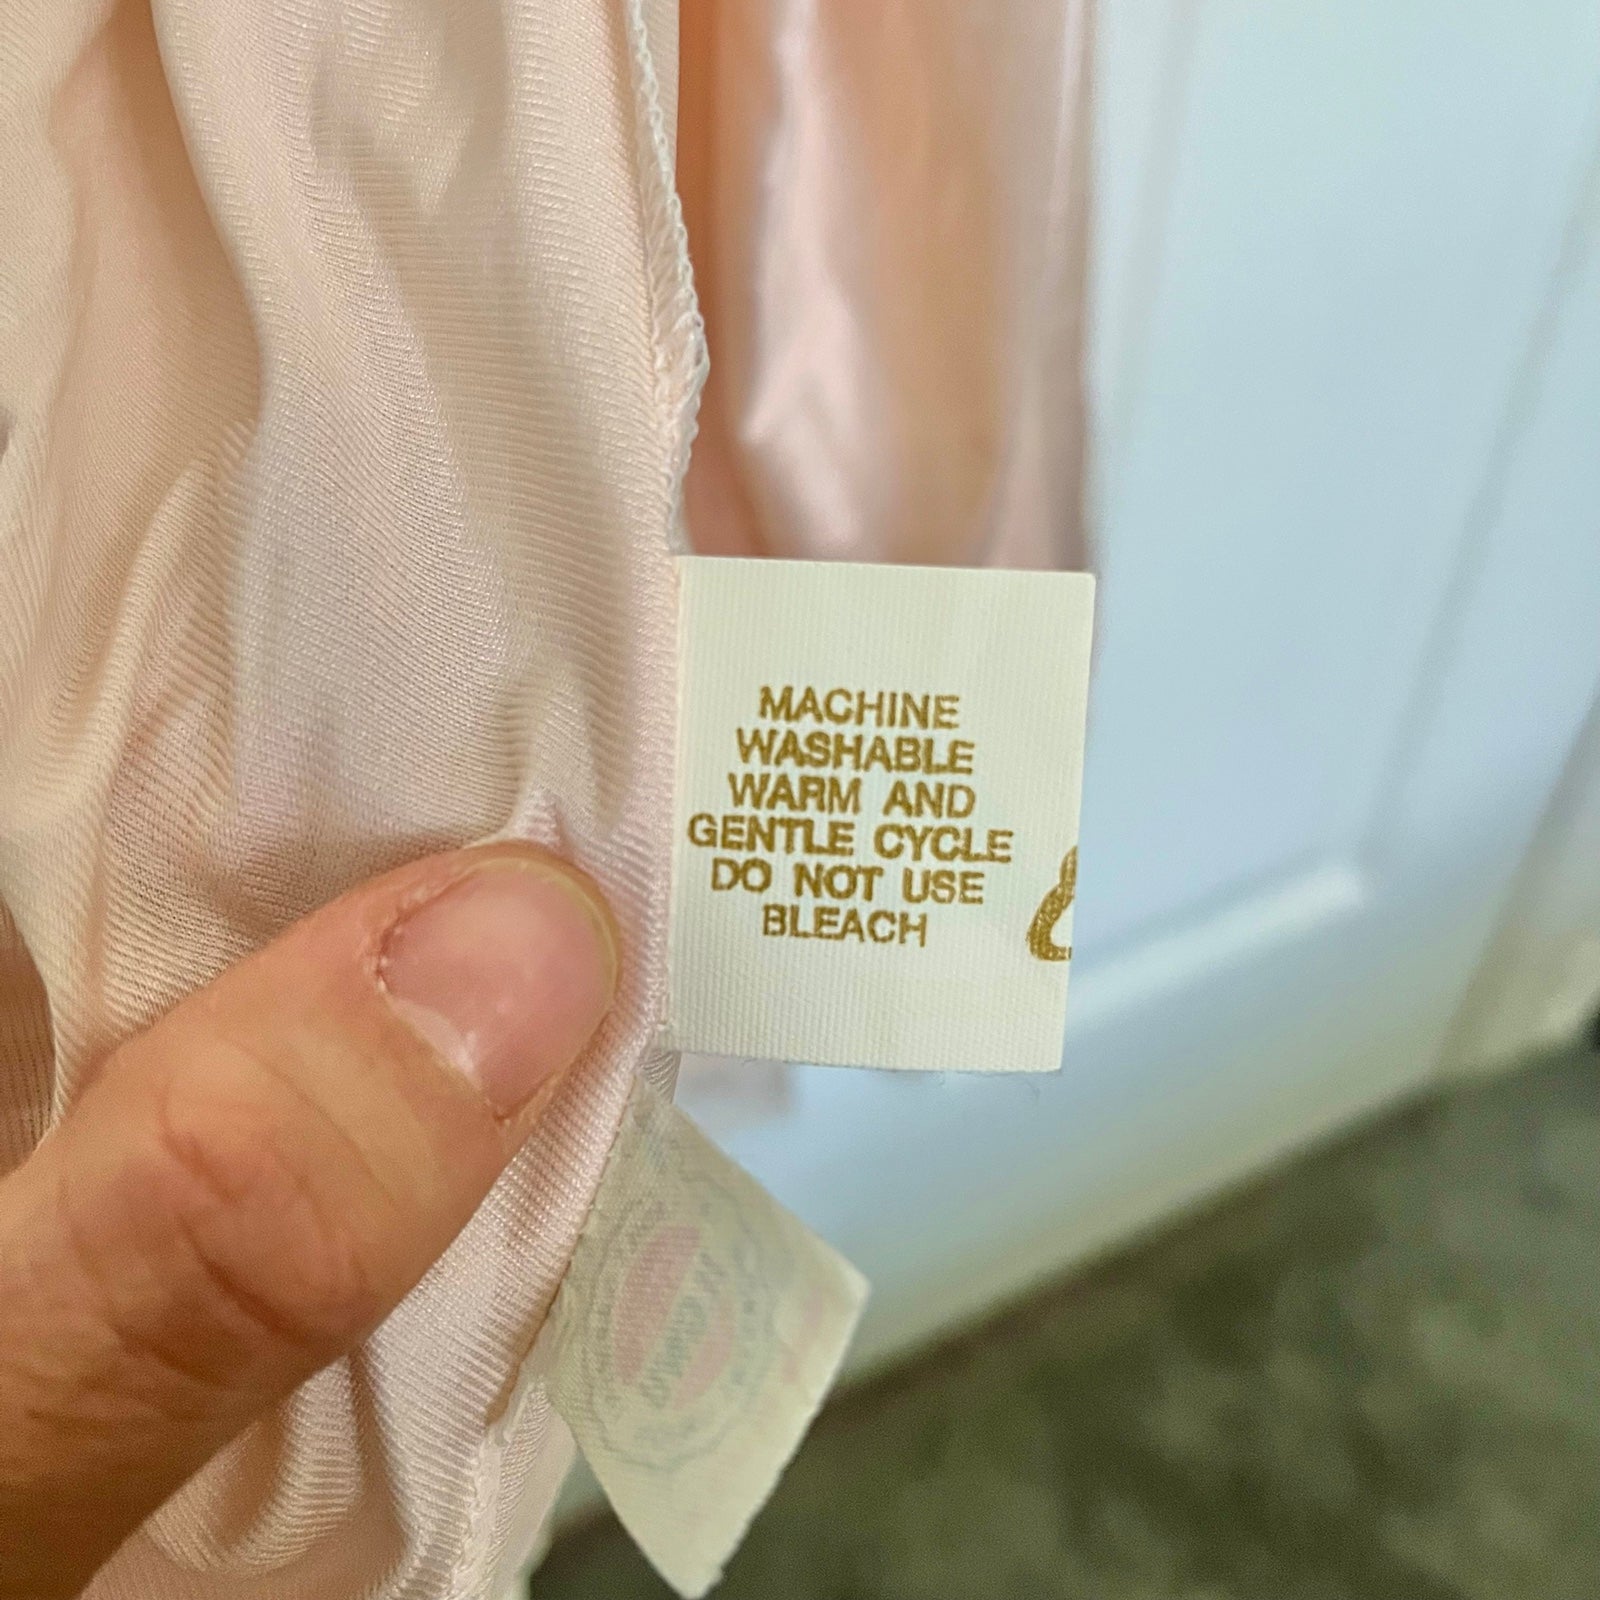 MACHINE
WASHABLE
WARM AND
GENTLE CYCLE
DO NOT USE
BLEACH